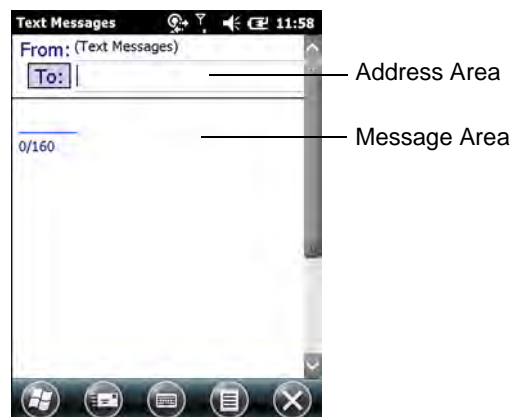 Text Messages 11:58
From: (Text Messages)
To:
Address Area
Message Area
0/160